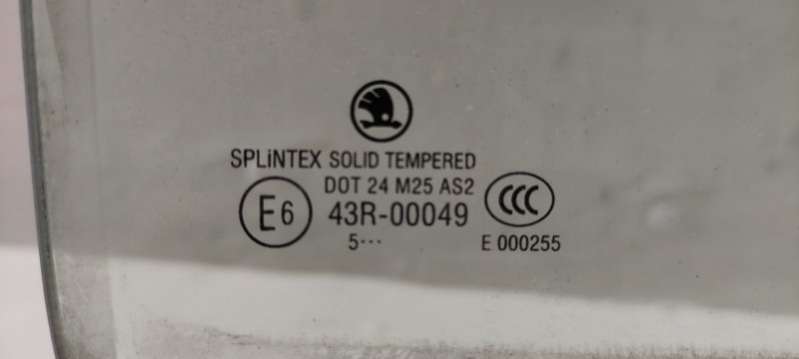 SPLiNTEX SOLID TEMPERED
DOT 24 M25 AS2
E6 43R-00049 CCC
5··· E 000255